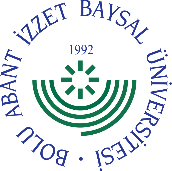 BOLU ABANT İZZET BAYSAL ÜNİVERSİTESİ •
1992